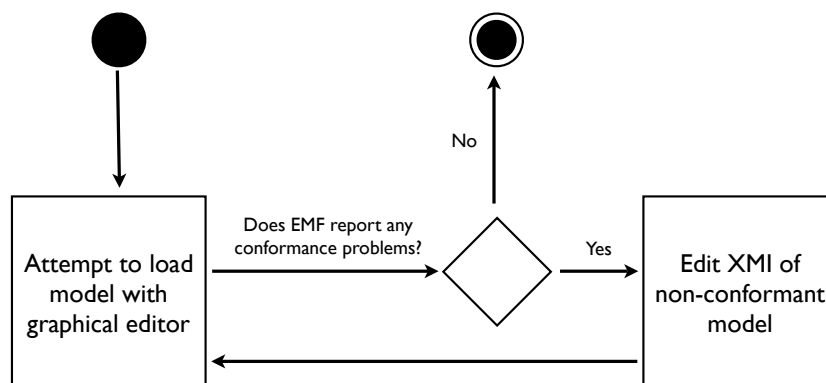 No
Does EMF report any
conformance problems?
Attempt to load
model with
graphical editor
Yes
Edit XMI of
non-conformant
model